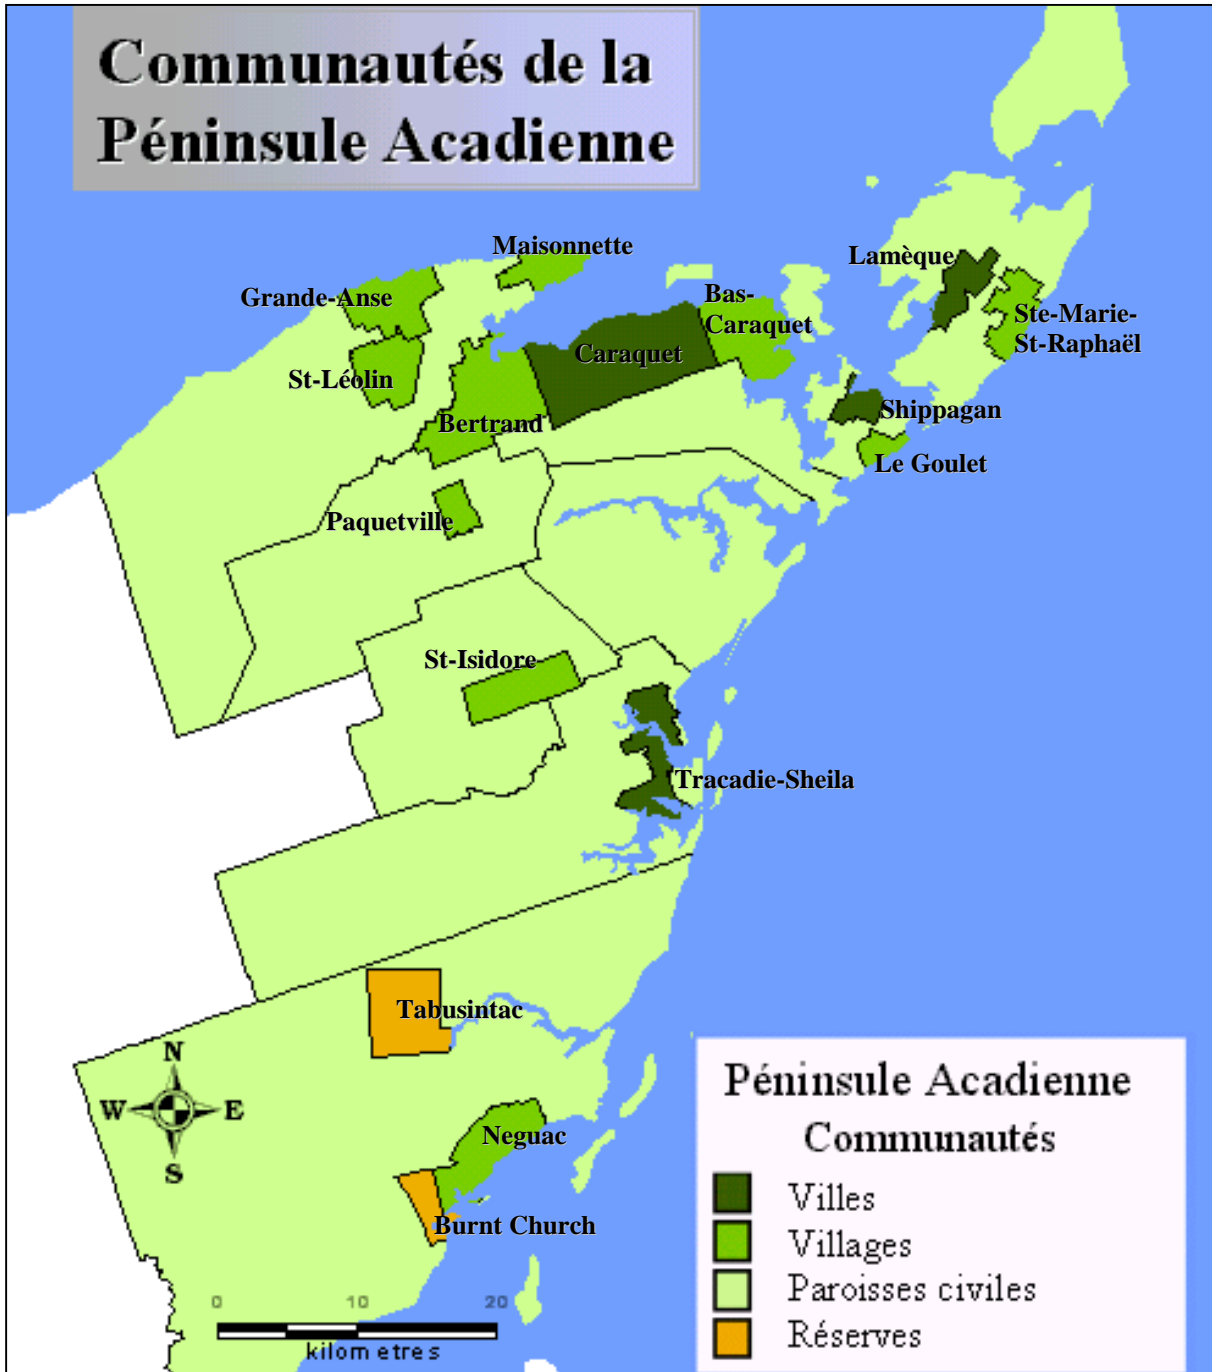 Communautés de la
Péninsule Acadienne
Maisonnette
Lamèque
Grande-Anse
Bas-
Caraquet
Ste-Marie-
St-Raphaël
Caraquet
St-Léolin
Shippagan
Bertrand
Le Goulet
Paquetville
St-Isidore
Tracadie-Sheila
Tabusintac
N
W
E
S
Neguac
Burnt Church
0 10 20
kilometres
Péninsule Acadienne
Communautés
Villes
Villages
Paroisses civiles
Réserves